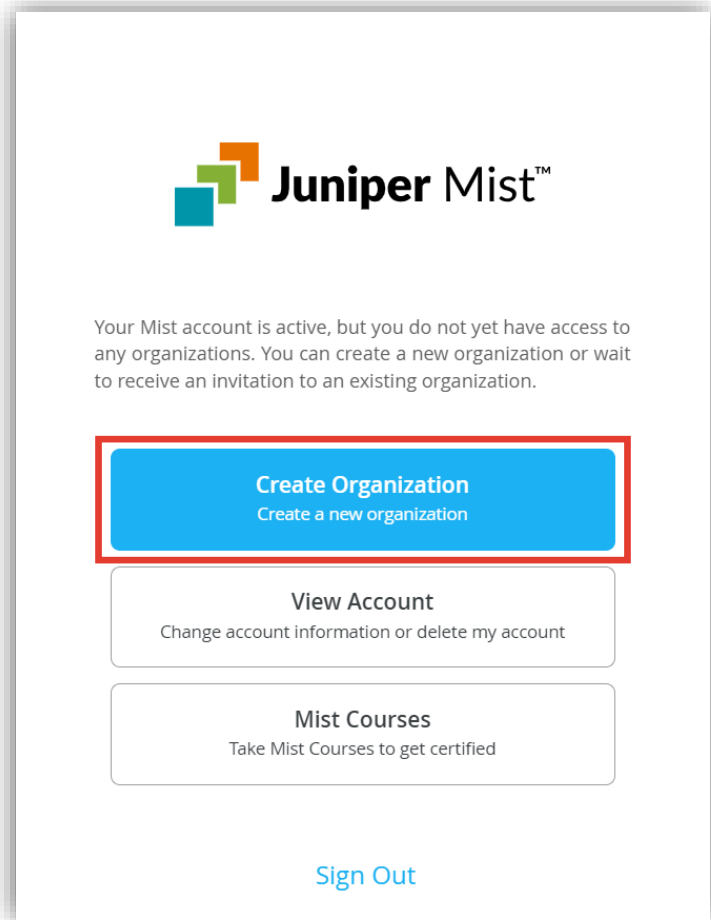 Juniper Mist™
Your Mist account is active, but you do not yet have access to
any organizations. You can create a new organization or wait
to receive an invitation to an existing organization.
Create Organization
Create a new organization
View Account
Change account information or delete my account
Mist Courses
Take Mist Courses to get certified
Sign Out